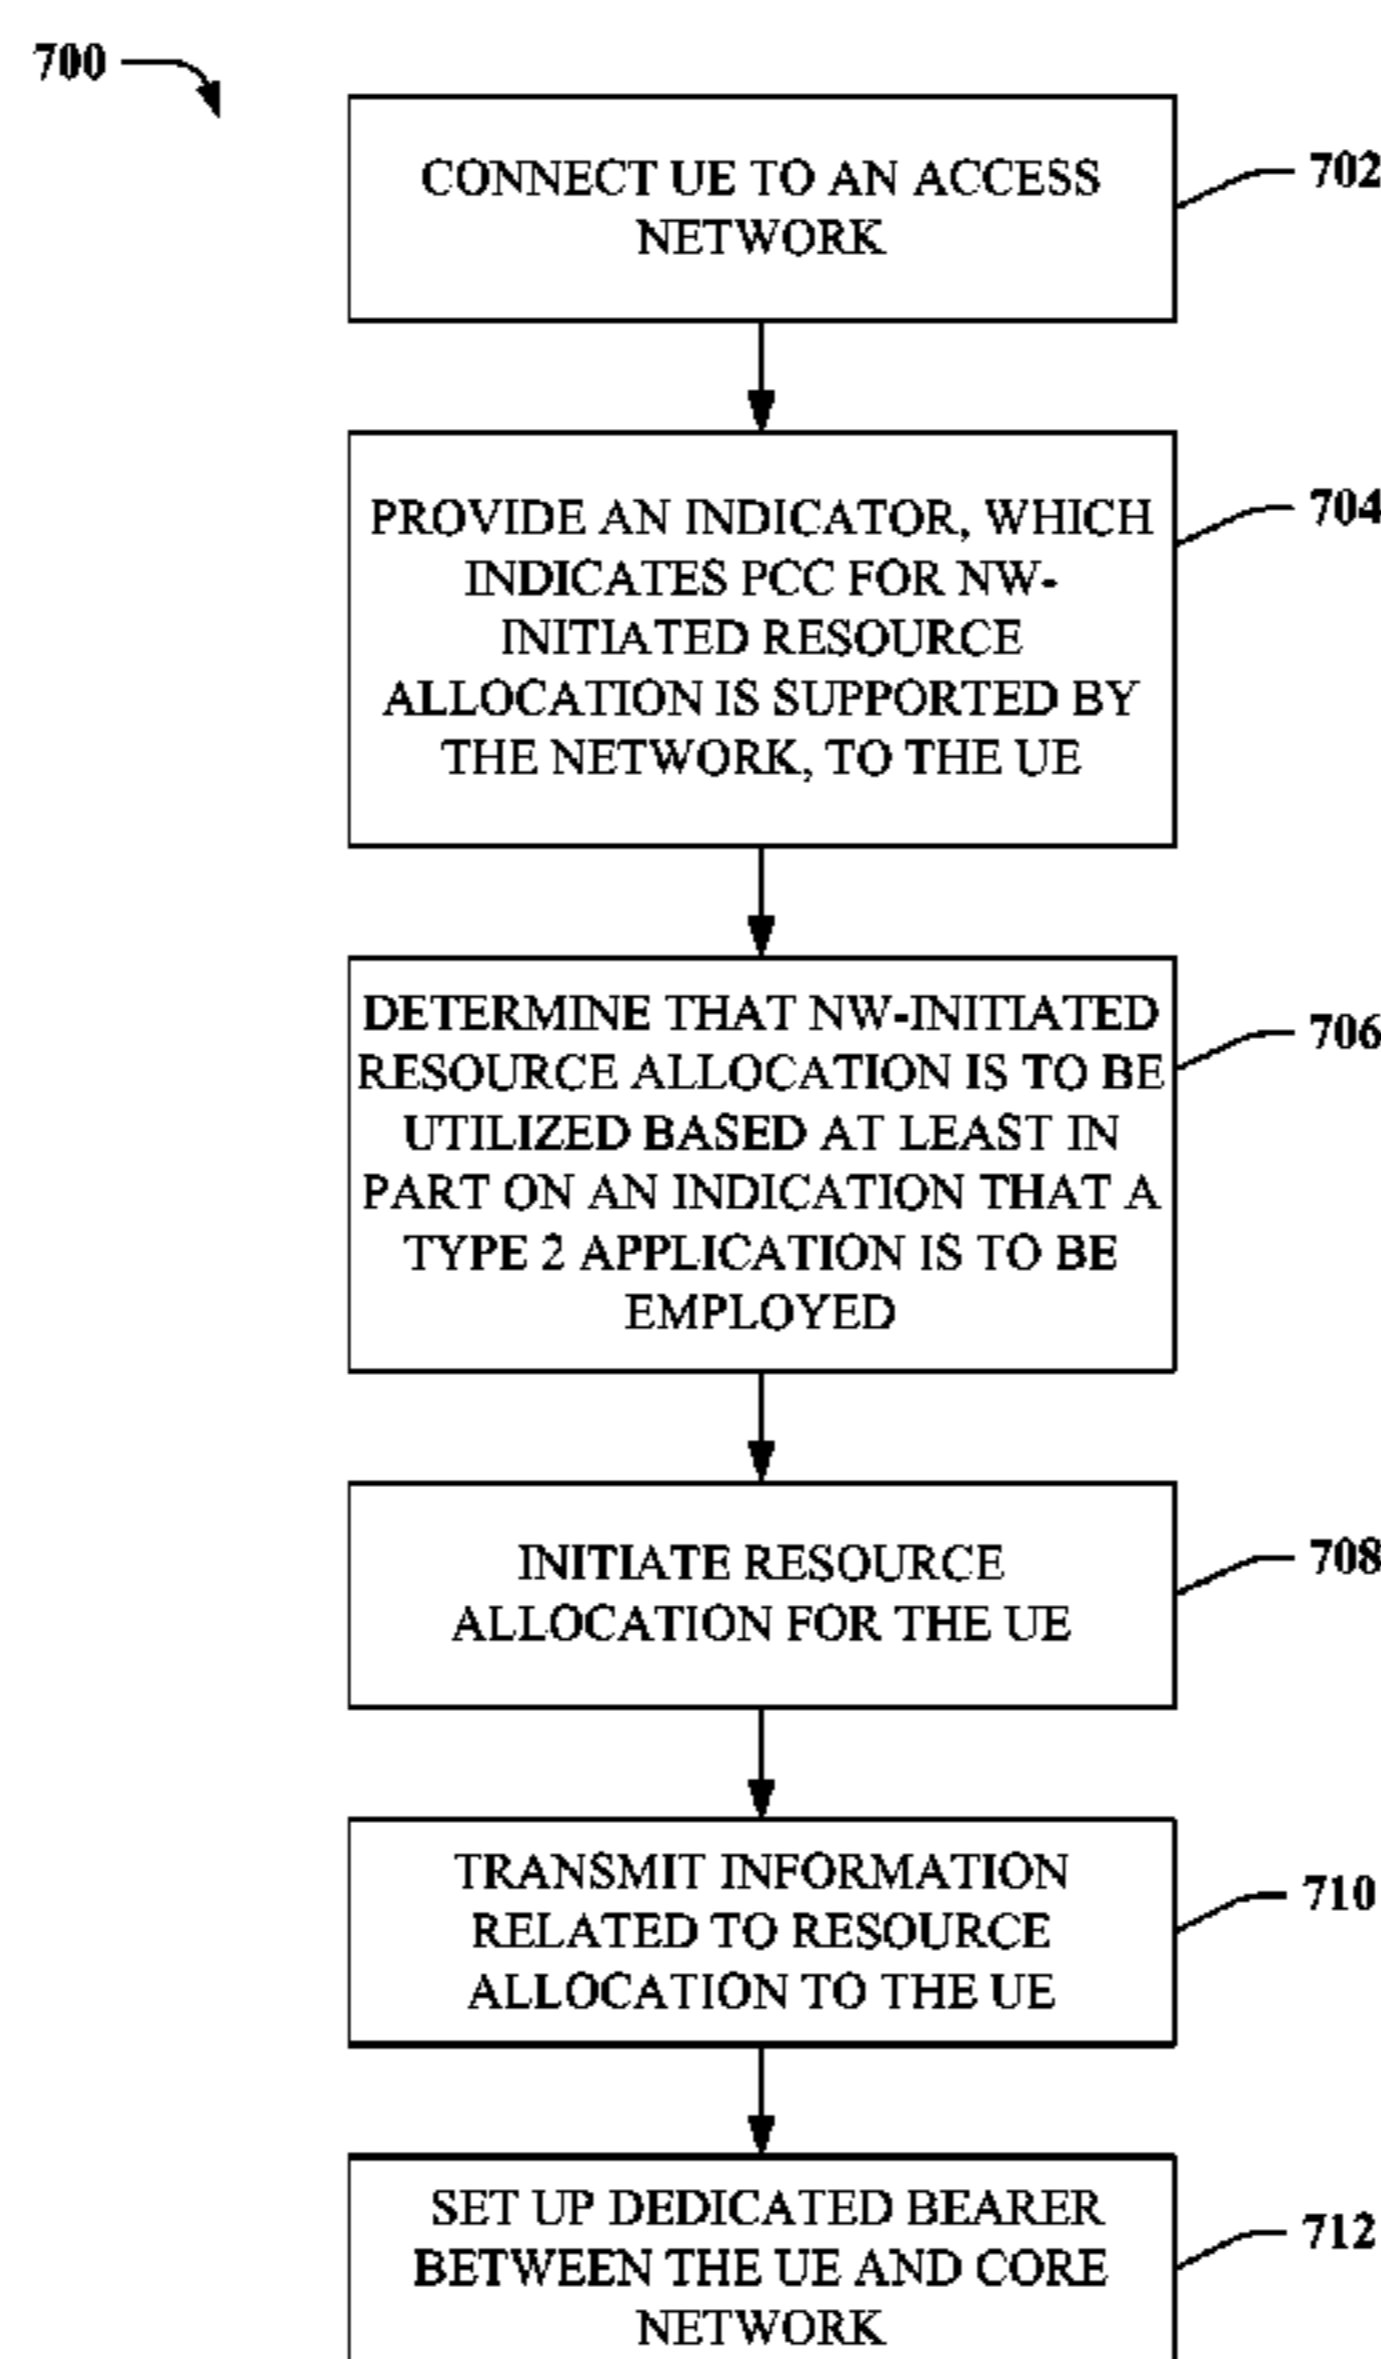 700
CONNECT UE TO AN ACCESS
NETWORK
702
PROVIDE AN INDICATOR, WHICH
INDICATES PCC FOR NW-
INITIATED RESOURCE
ALLOCATION IS SUPPORTED BY
THE NETWORK, TO THE UE
704
DETERMINE THAT NW-INITIATED
RESOURCE ALLOCATION IS TO BE
UTILIZED BASED AT LEAST IN
PART ON AN INDICATION THAT A
TYPE 2 APPLICATION IS TO BE
EMPLOYED
706
INITIATE RESOURCE
ALLOCATION FOR THE UE
708
TRANSMIT INFORMATION
RELATED TO RESOURCE
ALLOCATION TO THE UE
710
SET UP DEDICATED BEARER
BETWEEN THE UE AND CORE
NETWORK
712